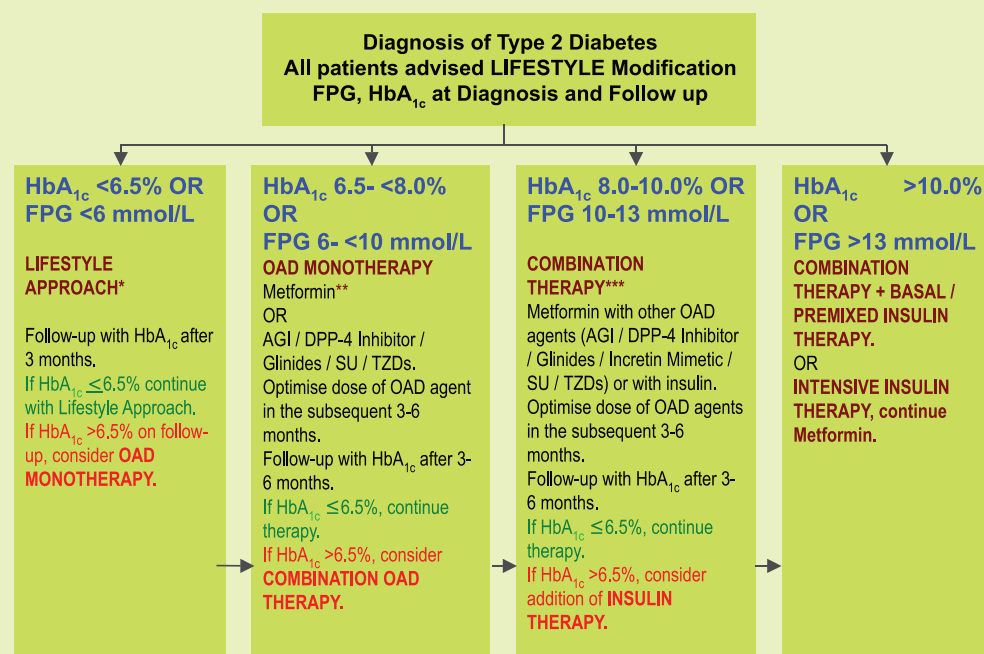 Diagnosis of Type 2 Diabetes
All patients advised LIFESTYLE Modification
FPG, HbA1c at Diagnosis and Follow up
HbA1c <6.5% OR
FPG <6 mmol/L
LIFESTYLE
APPROACH*
Follow-up with HbA1c after
3 months.
If HbA1c ≤6.5% continue
with Lifestyle Approach.
If HbA1c >6.5% on follow-
up, consider OAD
MONOTHERAPY.
HbA1c 6.5- <8.0%
OR
FPG 6- <10 mmol/L
OAD MONOTHERAPY
Metformin**
OR
AGI / DPP-4 Inhibitor /
Glinides / SU / TZDs.
Optimise dose of OAD agent
in the subsequent 3-6
months.
Follow-up with HbA1c after 3-
6 months.
If HbA1c ≤6.5%, continue
therapy.
If HbA1c >6.5%, consider
COMBINATION OAD
THERAPY.
HbA1c 8.0-10.0% OR
FPG 10-13 mmol/L
COMBINATION
THERAPY***
Metformin with other OAD
agents (AGI / DPP-4 Inhibitor
/ Glinides / Incretin Mimetic /
SU / TZDs) or with insulin.
Optimise dose of OAD agents
in the subsequent 3-6
months.
Follow-up with HbA1c after 3-
6 months.
If HbA1c ≤6.5%, continue
therapy.
If HbA1c >6.5%, consider
addition of INSULIN
THERAPY.
HbA1c >10.0%
OR
FPG >13 mmol/L
COMBINATION
THERAPY + BASAL /
PREMIXED INSULIN
THERAPY.
OR
INTENSIVE INSULIN
THERAPY, continue
Metformin.